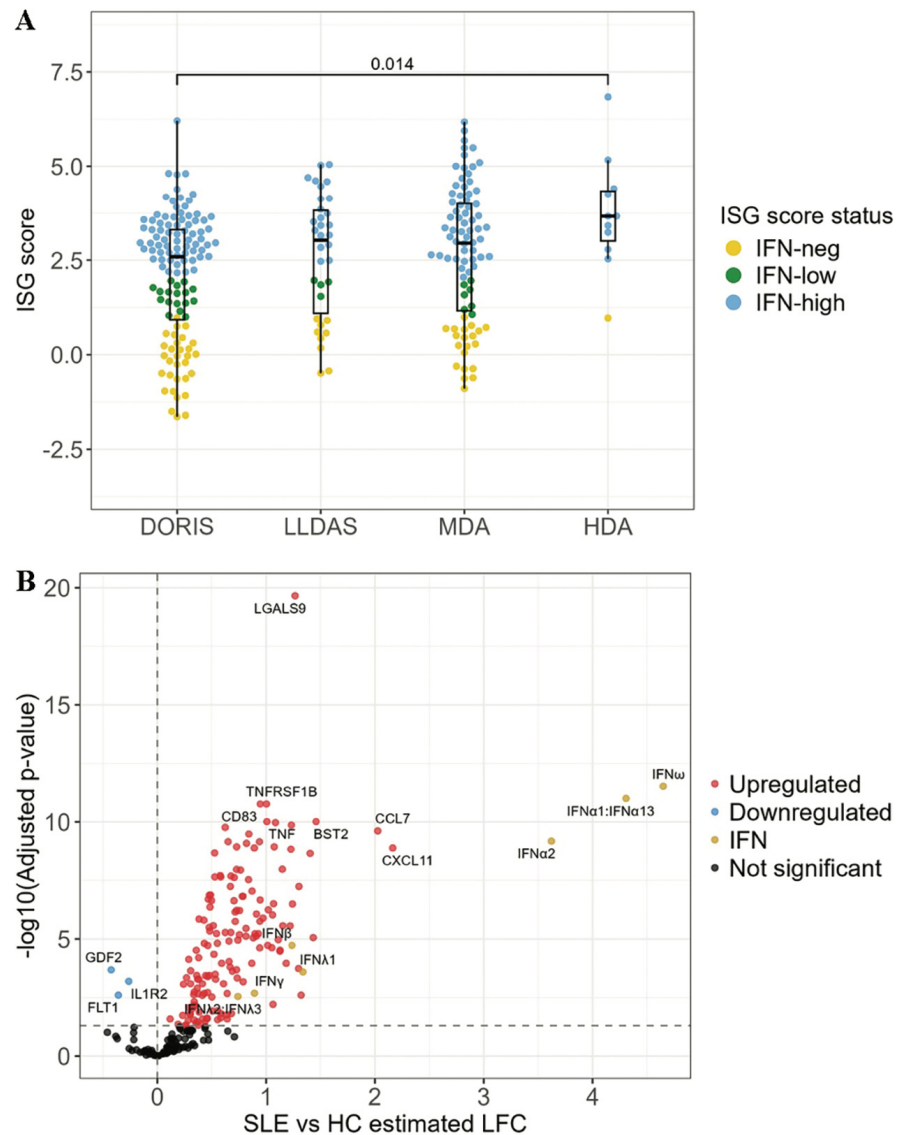 A
0.014
7.5
5.0
2.5
0.0
-2.5
ISG score
DORIS LLDAS MDA HDA
ISG score status
IFN-neg
IFN-low
IFN-high
B
20
15
10
5
0
-log10(Adjusted p-value)
LGALS9
IFNω
TNFRSF1B
IFNα1:IFNα13
CD83
CCL7
TNF
BST2
IFNα2
CXCL11
IFNβ
IFNλ1
GDF2
IFNγ
IL1R2
FLT1
IFNλ2:IFNλ3
0 1 2 3 4
SLE vs HC estimated LFC
Upregulated
Downregulated
IFN
Not significant